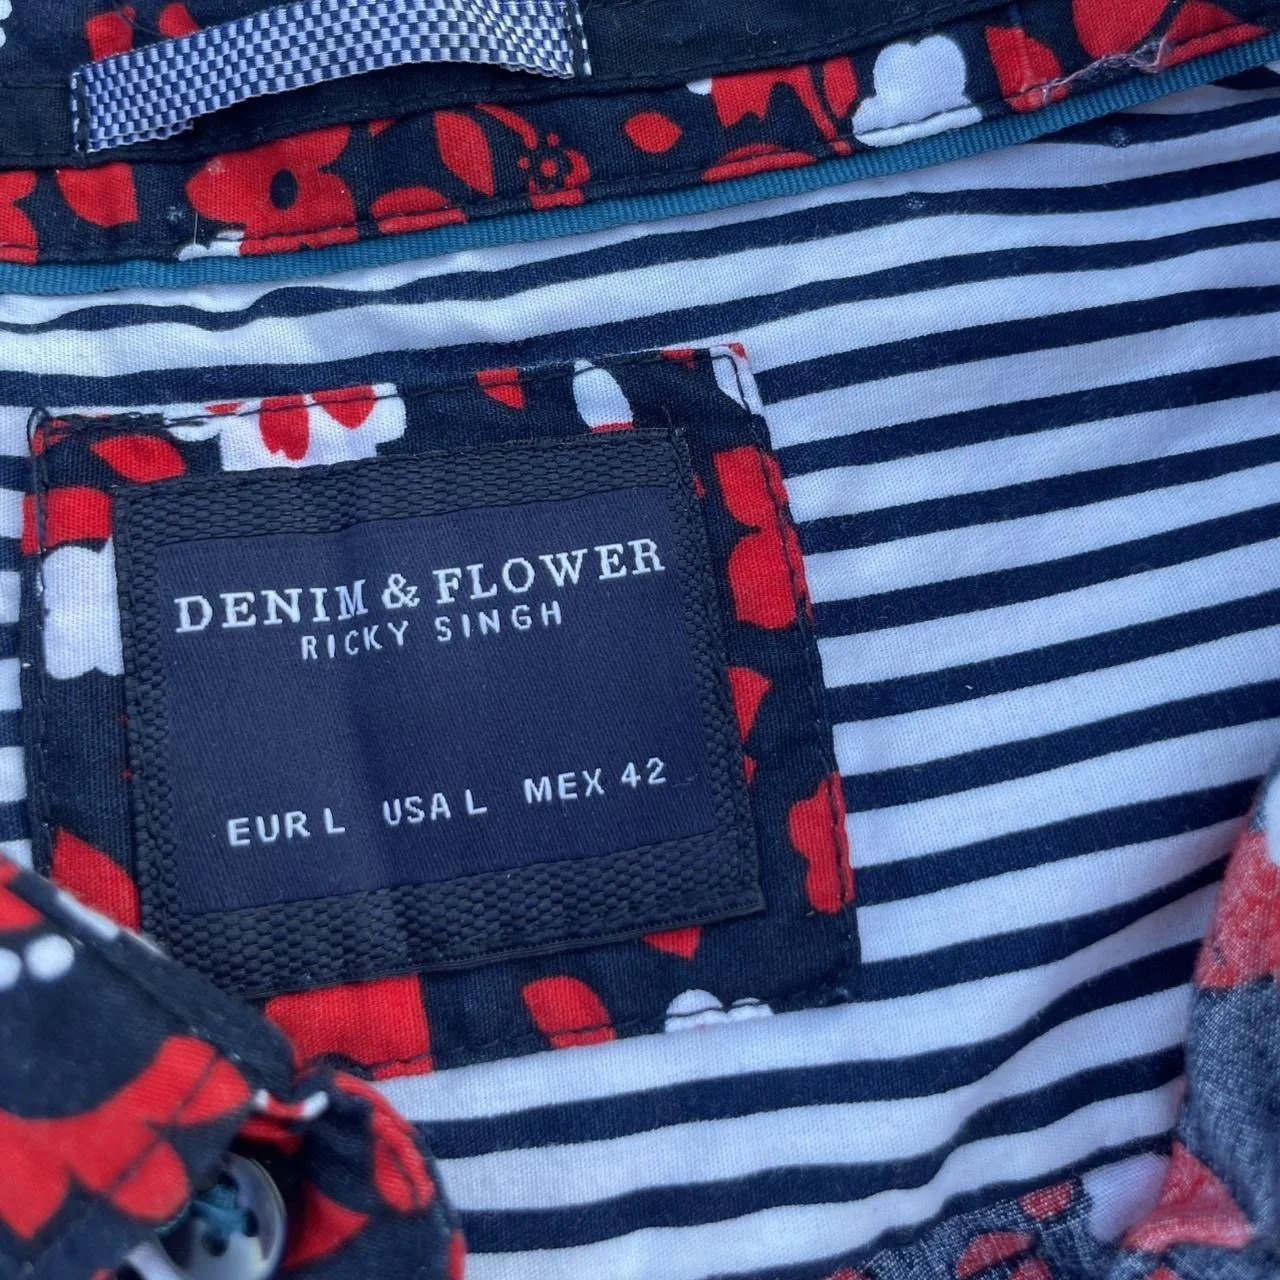 DENIM & FLOWER
RICKY SINGH
EUR L USA L MEX 42